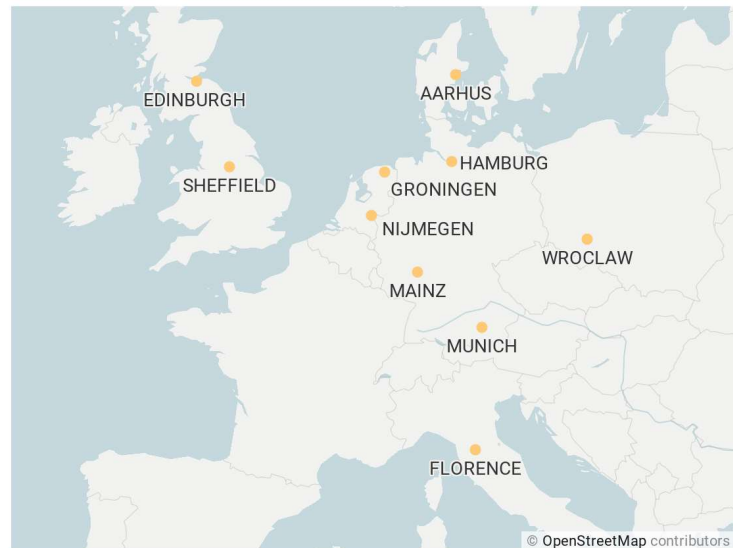 AARHUS
EDINBURGH
HAMBURG
SHEFFIELD
GRONINGEN
NIJMEGEN
WROCLAW
MAINZ
MUNICH
FLORENCE
© OpenStreetMap contributors